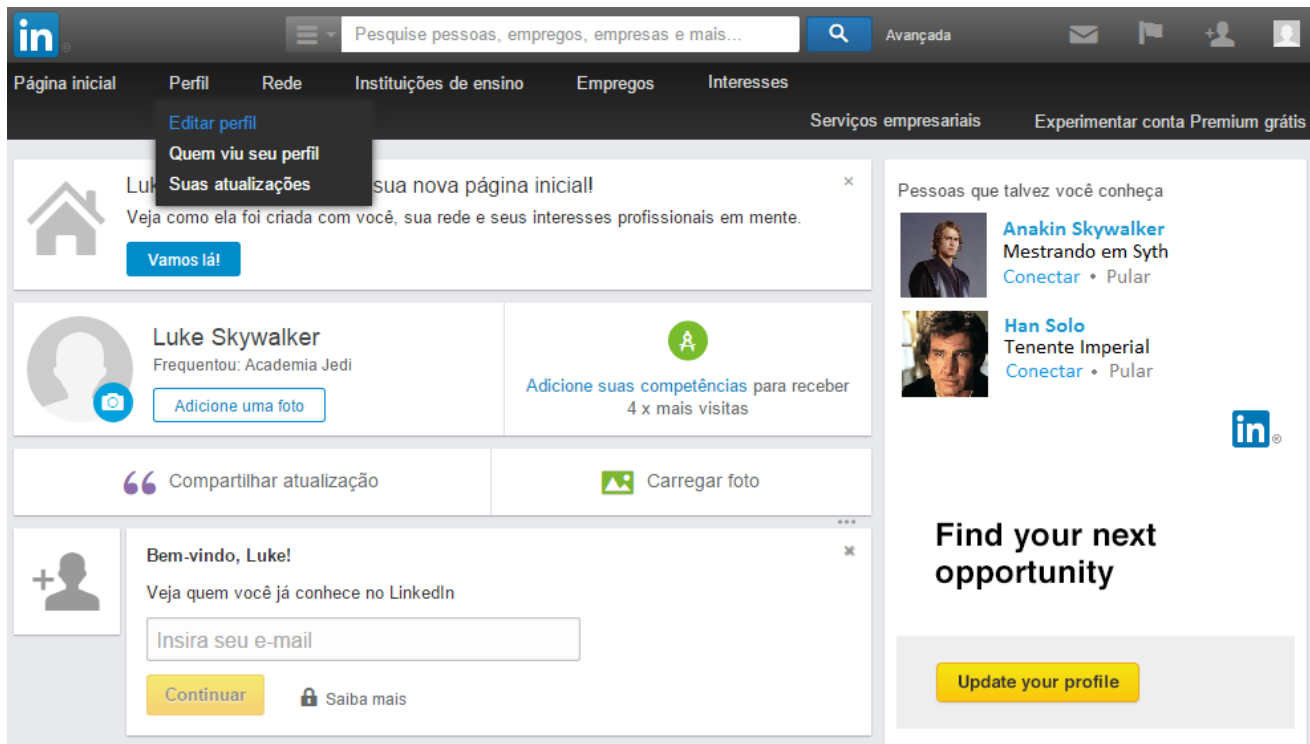 in®
Pesquise pessoas, empregos, empresas e mais...
Avançada
Página inicial Perfil Rede Instituições de ensino Empregos Interesses
Serviços empresariais Experimentar conta Premium grátis
Editar perfil
Quem viu seu perfil
Suas atualizações
sua nova página inicial!
Veja como ela foi criada com você, sua rede e seus interesses profissionais em mente.
Vamos lá!
Luke Skywalker
Frequentou: Academia Jedi
Adicione uma foto
Adicione suas competências para receber
4 x mais visitas
Compartilhar atualização
Carregar foto
Bem-vindo, Luke!
Veja quem você já conhece no LinkedIn
Insira seu e-mail
Continuar
Saiba mais
Pessoas que talvez você conheça
Anakin Skywalker
Mestrando em Syth
Conectar • Pular
Han Solo
Tenente Imperial
Conectar • Pular
in®
Find your next
opportunity
Update your profile